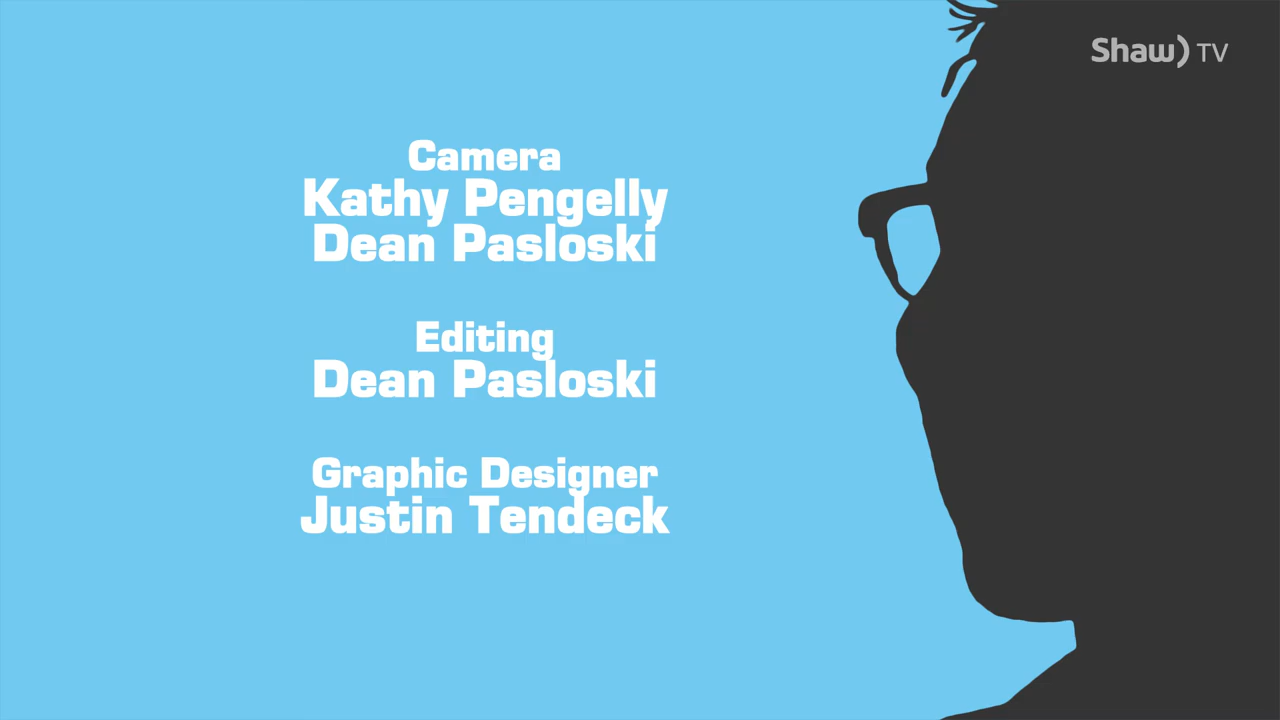 Shaw) TV
Camera
Kathy Pengelly
Dean Pasloski
Editing
Dean Pasloski
Graphic Designer
Justin Tendeck